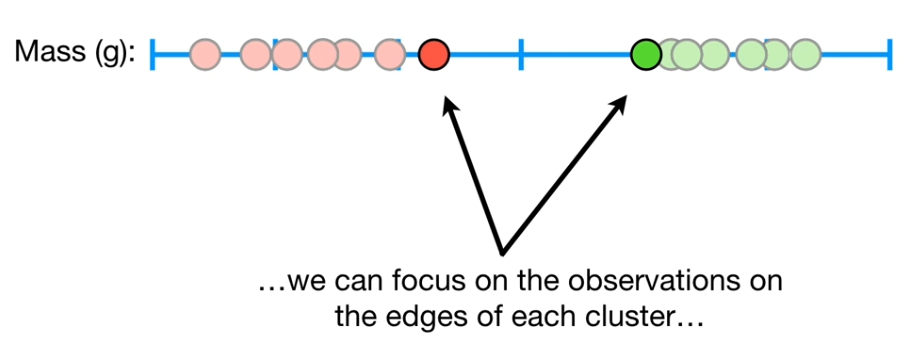 Mass (g):
…we can focus on the observations on
the edges of each cluster…